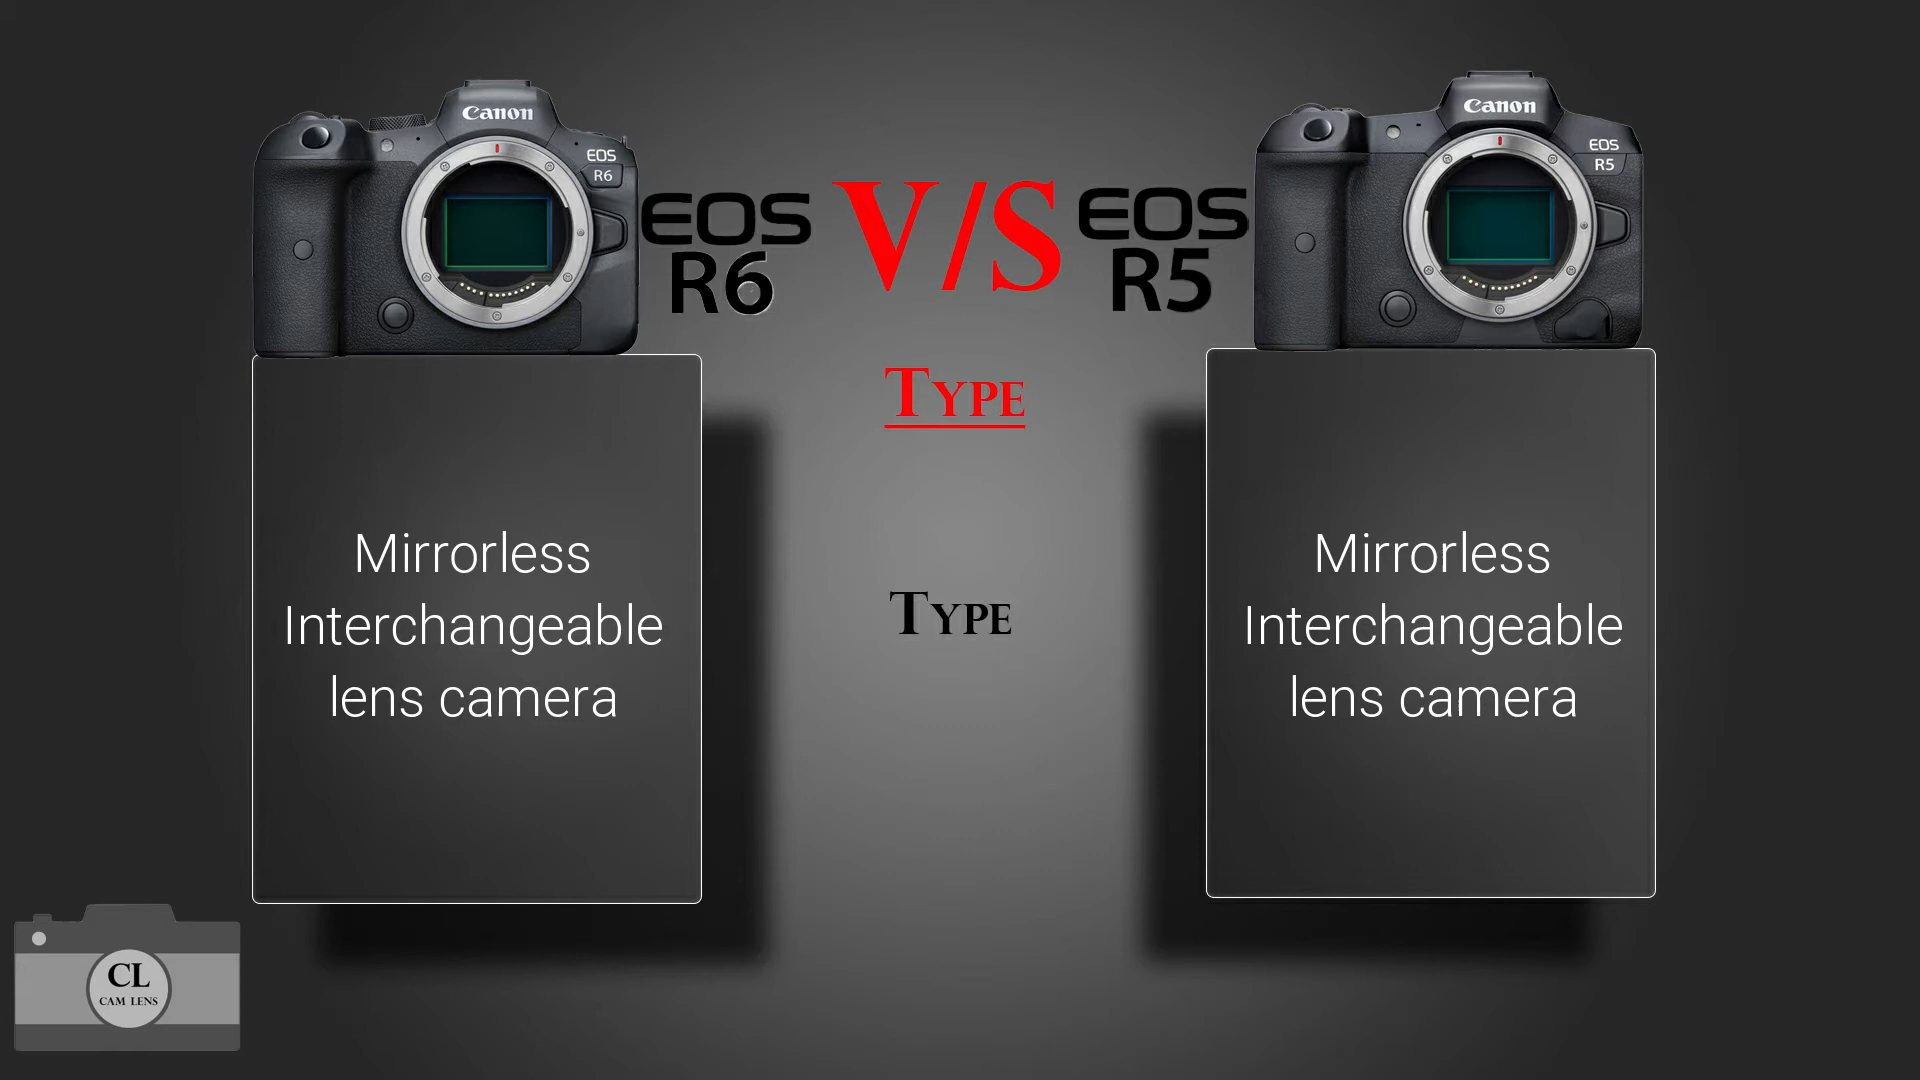 Canon
EOS
R6
EOS
R6
V/S
EOS
R5
Canon
EOS
R5
Type
Mirrorless
Interchangeable
lens camera
Type
Mirrorless
Interchangeable
lens camera
CL
CAM LENS